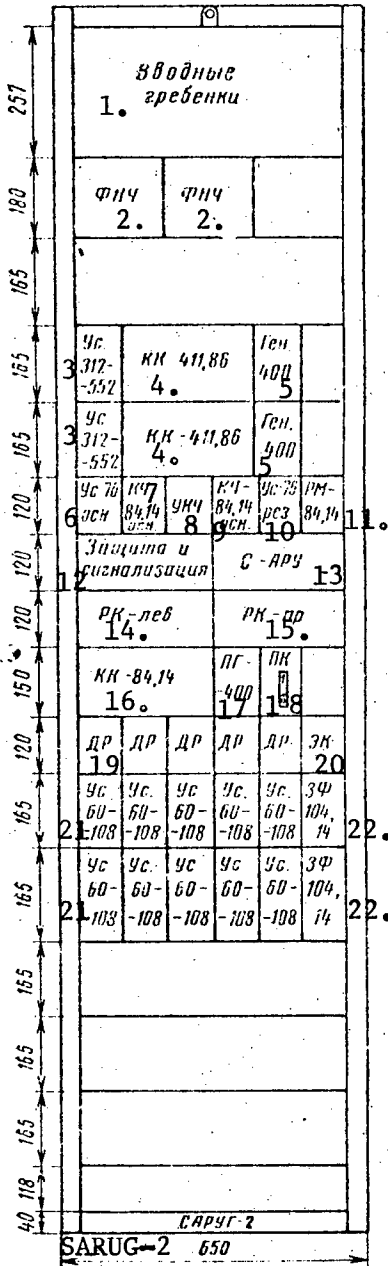 257
Вводные
гребенки
1.
180
ФНЧ
ФНЧ
2.
2.
165
165
Ус.
312-
-552
3
КК 411,86
4.
Ген.
400
5
165
Ус
312-
-552
3
КК-411,86
4.
Ген.
400
5
120
Ус 76
осн
6
КЧ
84,14
осн.
7
УКЧ
8
КЧ-
84,14
осн.
9
Ус-76
рез
10
РМ-
84,14
11.
120
Защита и
сигнализация
12
С-АРУ
13
120
РК-лев
14.
РК-пр
15.
150
КК-84,14
16.
ПГ-
400
17
ПК
18
120
ДР ДР ДР ДР ДР ЭК
19
20
165
Ус. Ус. Ус Ус. Ус. ЗФ
60- 60- 60- 60- 60- 104,
-108 -108 -108 -108 -108 14
21
22.
165
Ус Ус. Ус Ус Ус. ЗФ
60- 60- 60- 60- 60- 104,
-108 -108 -108 -108 -108 14
21
22.
165
165
165
118
40
САРУГ-2
SARUG-2
650